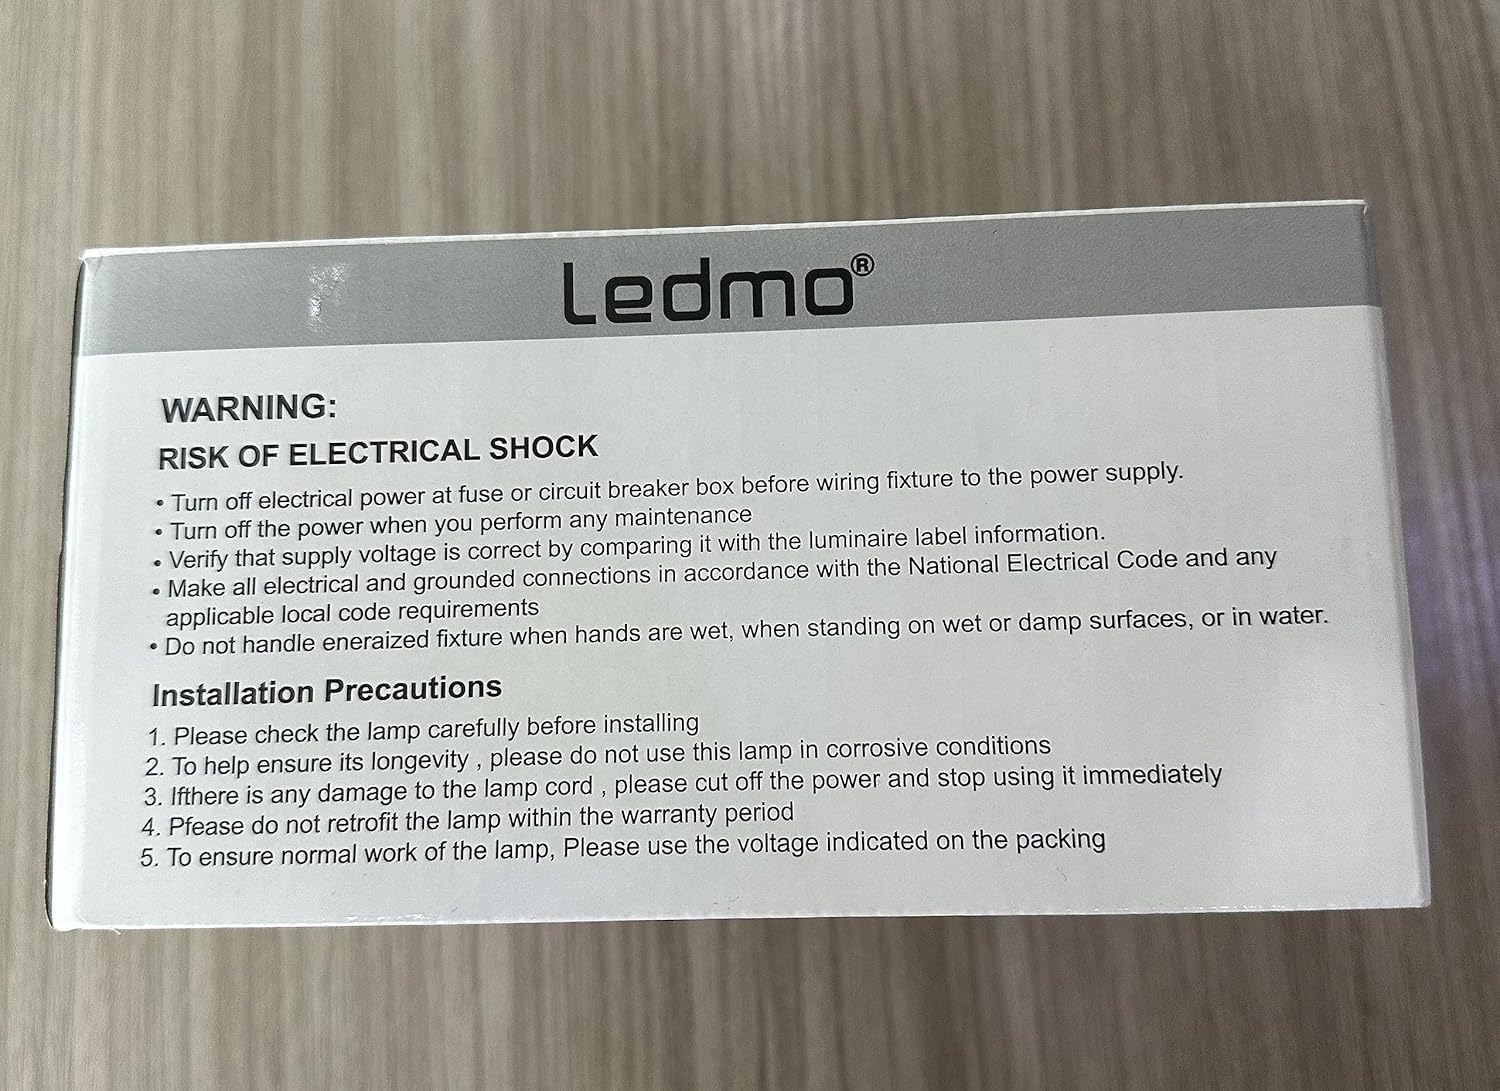 Ledmo®
WARNING:
RISK OF ELECTRICAL SHOCK
• Turn off electrical power at fuse or circuit breaker box before wiring fixture to the power supply.
• Turn off the power when you perform any maintenance
• Verify that supply voltage is correct by comparing it with the luminaire label information.
• Make all electrical and grounded connections in accordance with the National Electrical Code and any
applicable local code requirements
• Do not handle eneraized fixture when hands are wet, when standing on wet or damp surfaces, or in water.
Installation Precautions
1. Please check the lamp carefully before installing
2. To help ensure its longevity , please do not use this lamp in corrosive conditions
3. Ifthere is any damage to the lamp cord , please cut off the power and stop using it immediately
4. Pfease do not retrofit the lamp within the warranty period
5. To ensure normal work of the lamp, Please use the voltage indicated on the packing